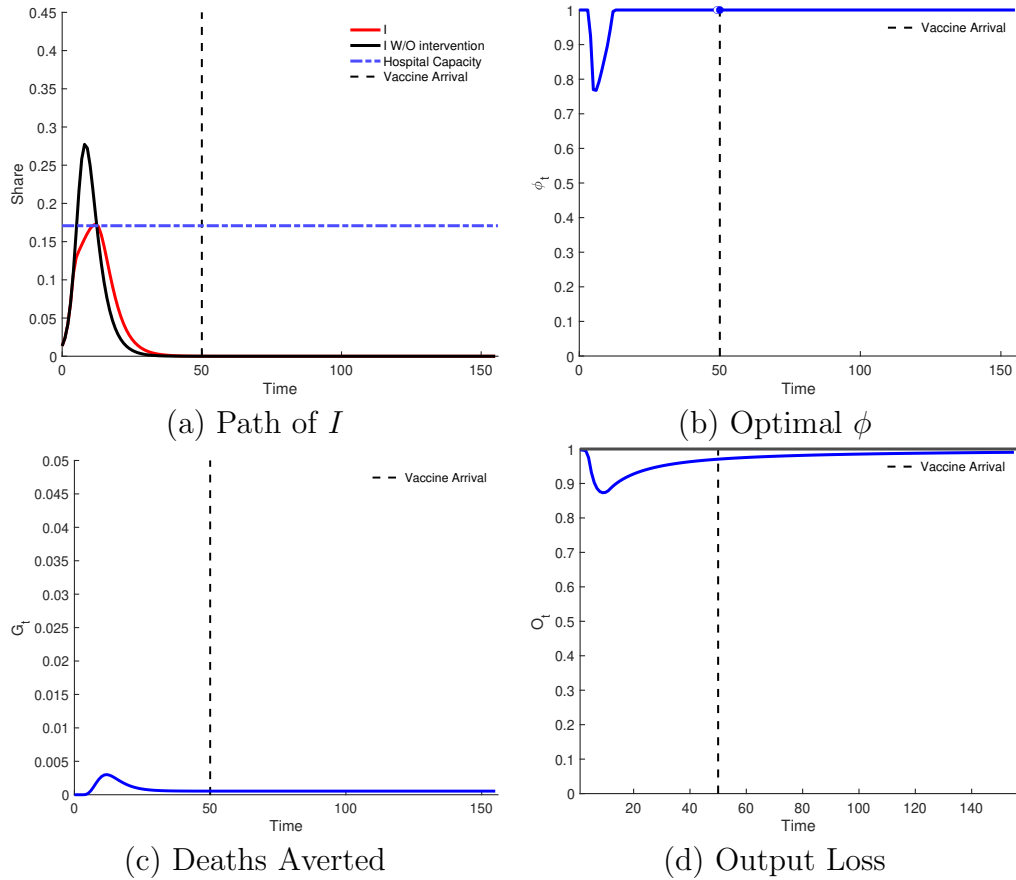 0.45
0.4
0.35
0.3
0.25
0.2
0.15
0.1
0.05
0
Share
0 50 100 150
Time
I
I W/O intervention
Hospital Capacity
Vaccine Arrival
(a) Path of I
1
0.9
0.8
0.7
0.6
0.5
0.4
0.3
0.2
0.1
0
ϕt
0 50 100 150
Time
Vaccine Arrival
(b) Optimal ϕ
0.05
0.045
0.04
0.035
0.03
0.025
0.02
0.015
0.01
0.005
0
Gt
0 50 100 150
Time
Vaccine Arrival
(c) Deaths Averted
1
0.9
0.8
0.7
0.6
0.5
0.4
0.3
0.2
0.1
0
Ot
20 40 60 80 100 120 140
Time
Vaccine Arrival
(d) Output Loss